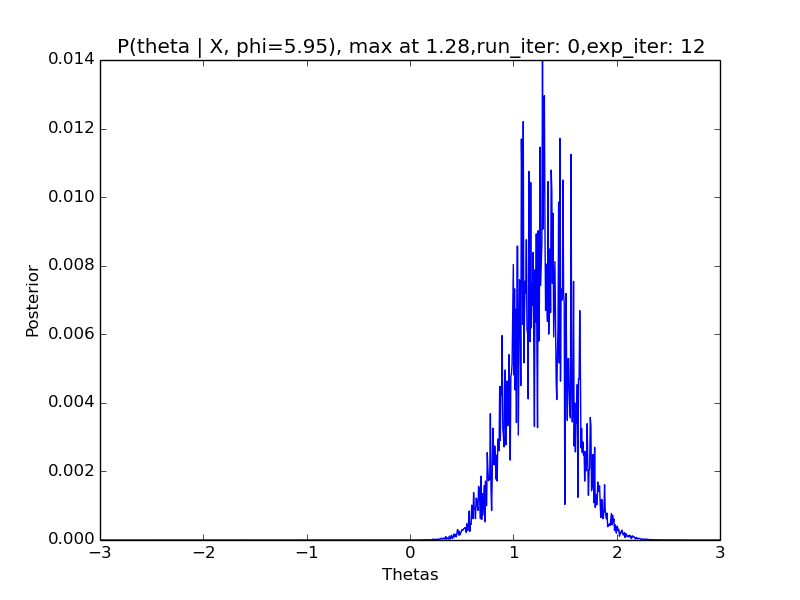 P(theta | X, phi=5.95), max at 1.28,run_iter: 0,exp_iter: 12
0.014
0.012
0.010
0.008
0.006
0.004
0.002
0.000
Posterior
−3 −2 −1 0 1 2 3
Thetas